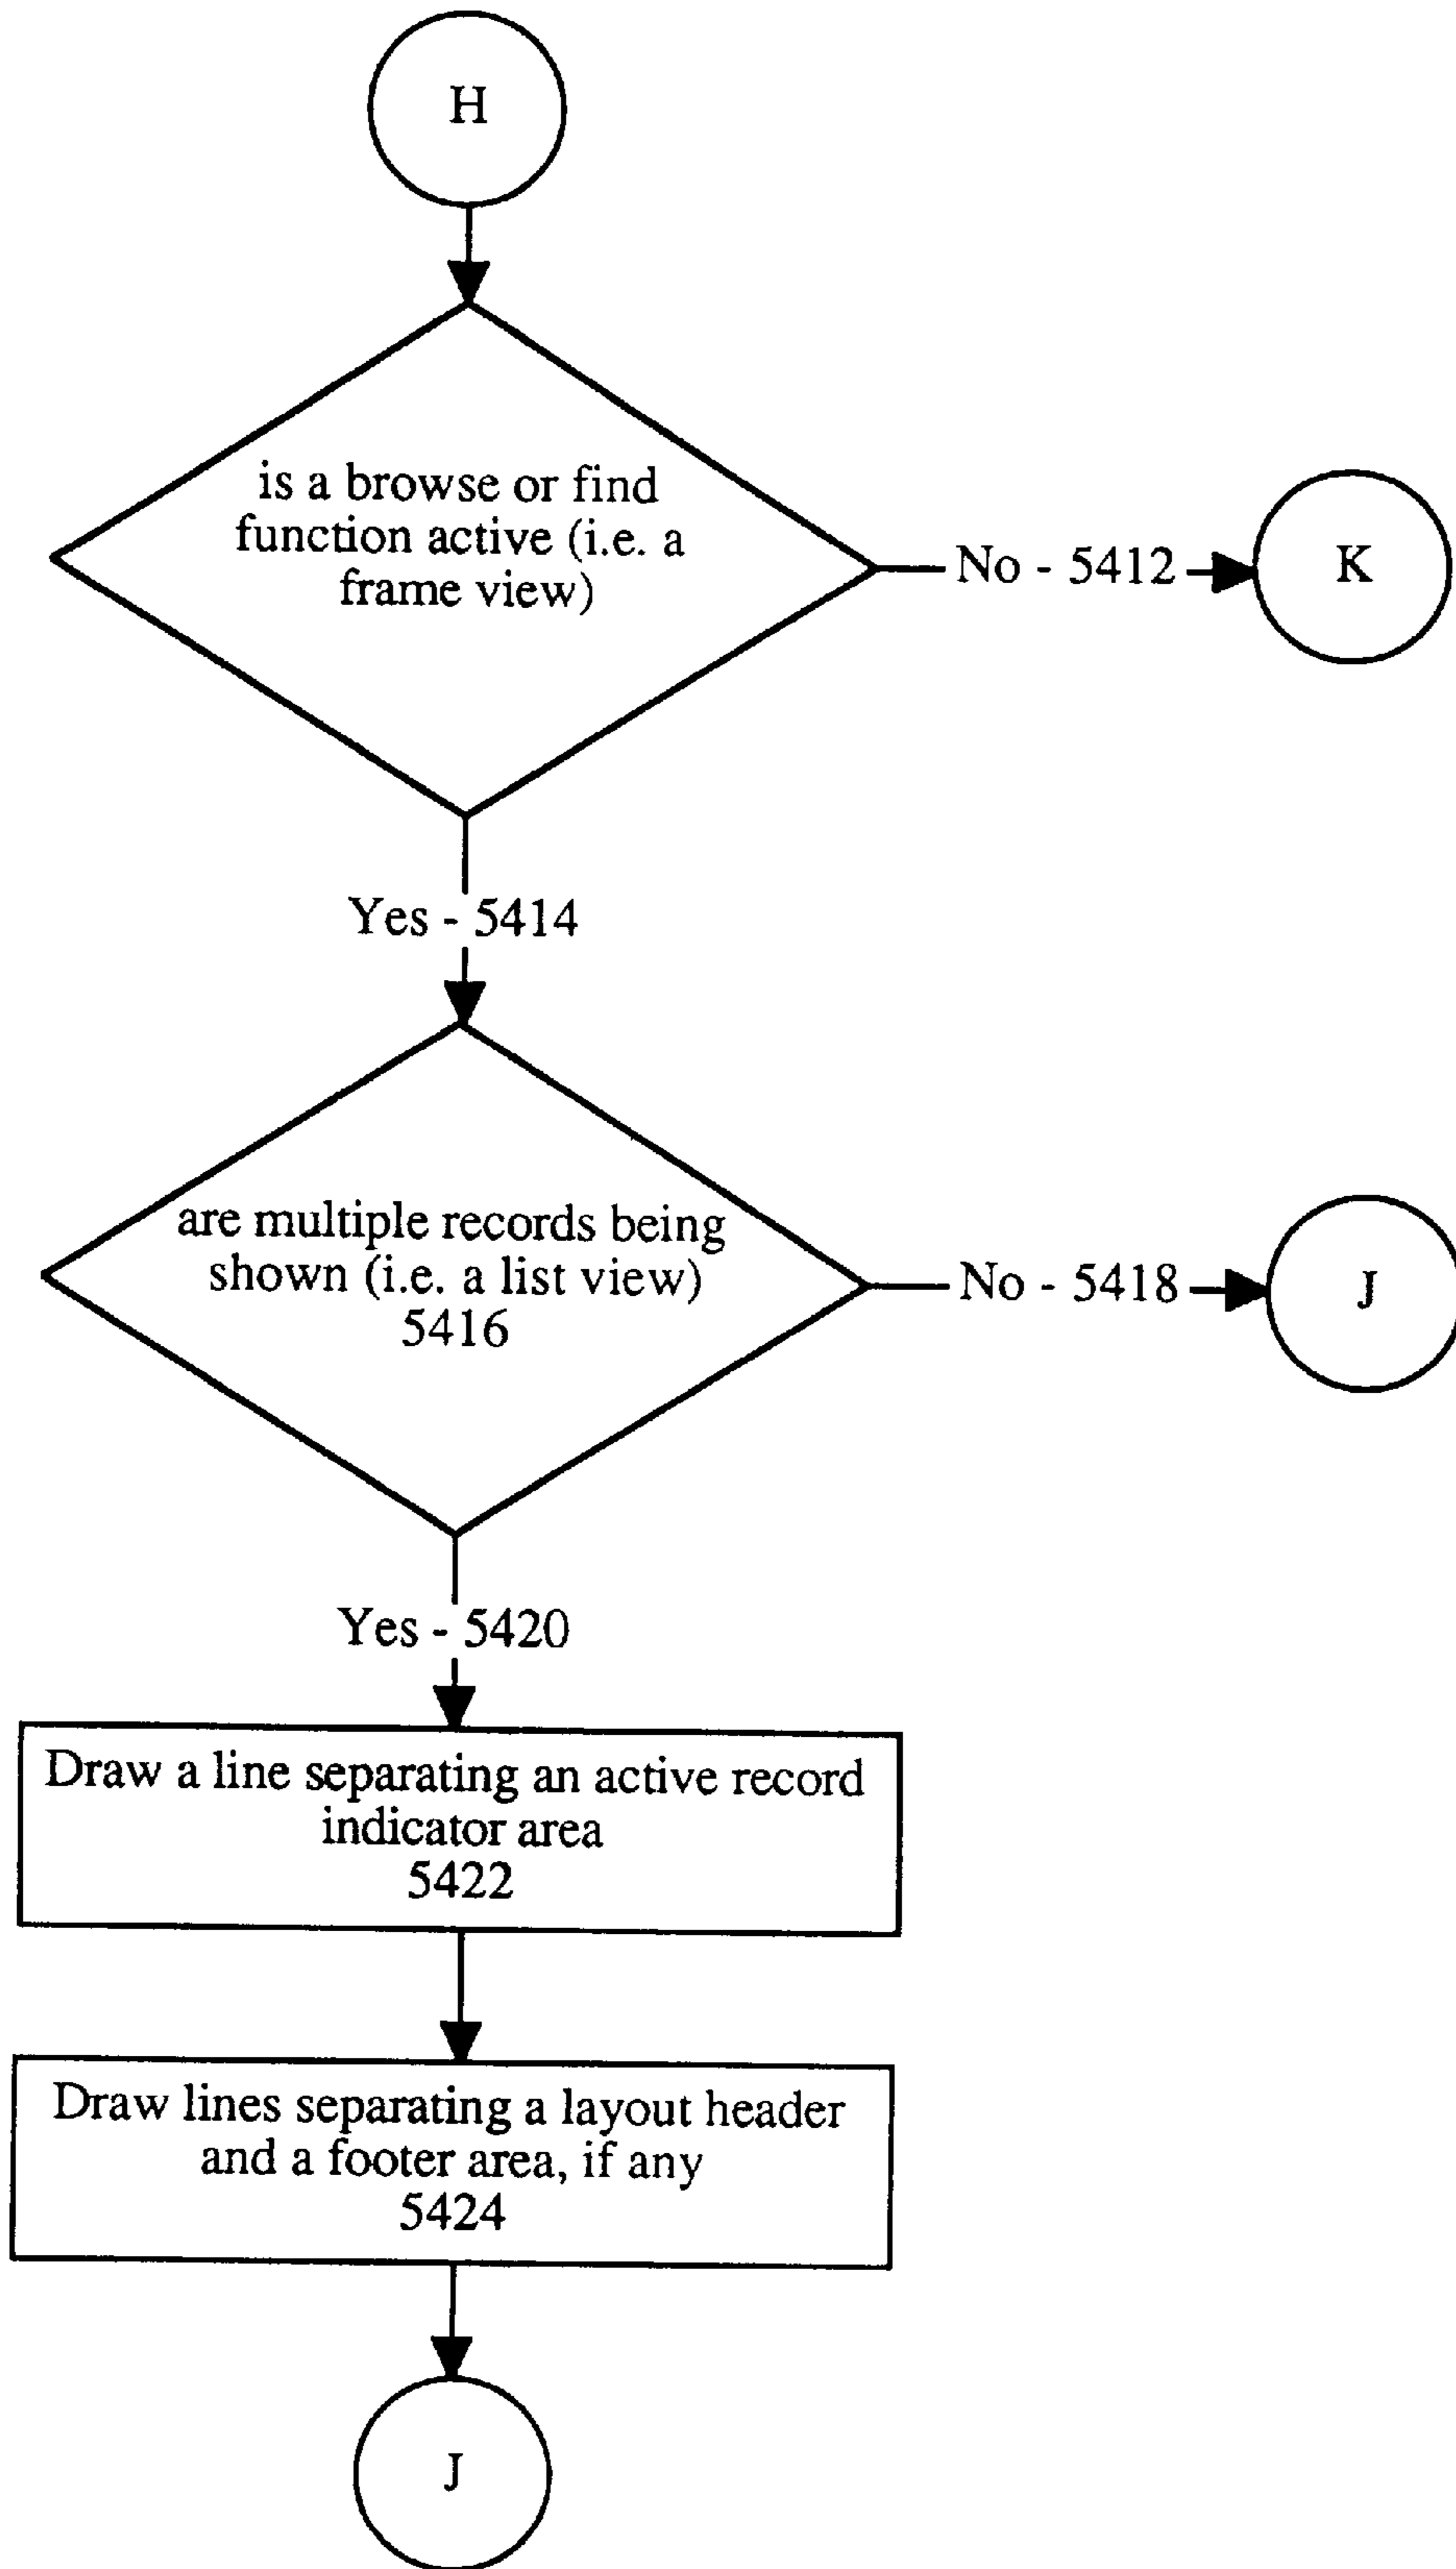 H
is a browse or find
function active (i.e. a
frame view)
No - 5412
K
Yes - 5414
are multiple records being
shown (i.e. a list view)
5416
No - 5418
J
Yes - 5420
Draw a line separating an active record
indicator area
5422
Draw lines separating a layout header
and a footer area, if any
5424
J